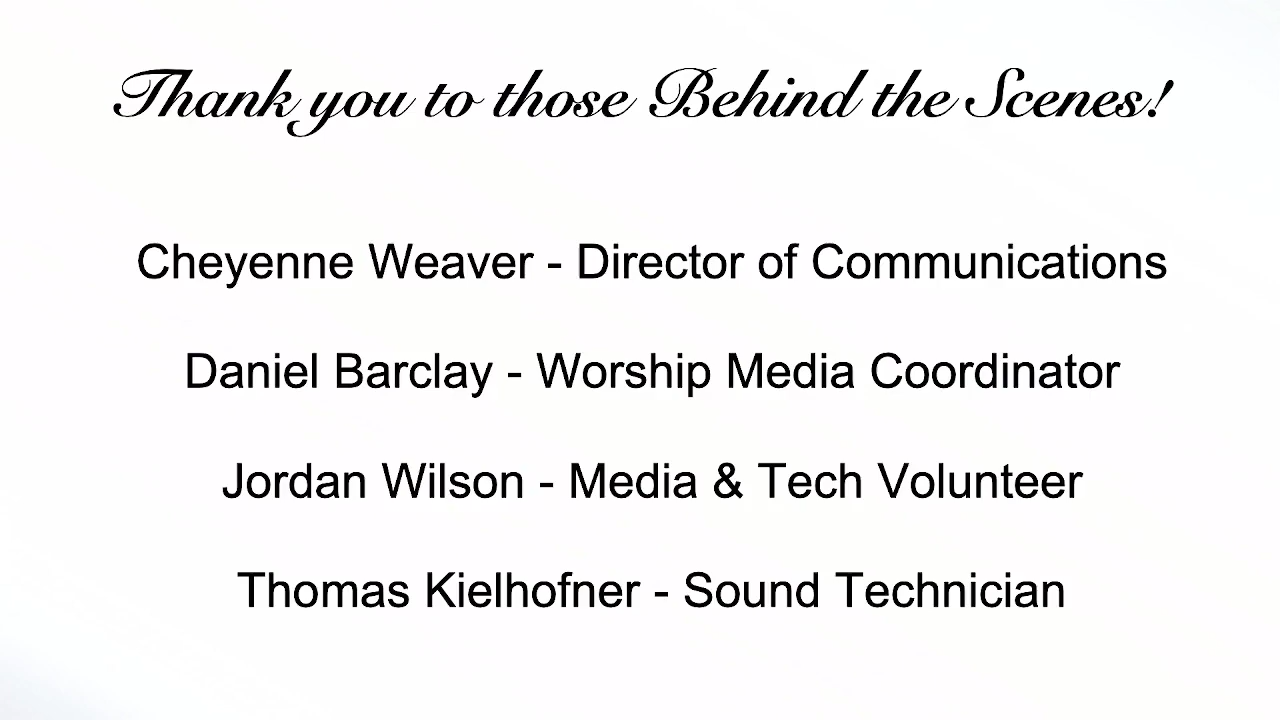 Thank you to those Behind the Scenes!
Cheyenne Weaver - Director of Communications
Daniel Barclay - Worship Media Coordinator
Jordan Wilson - Media & Tech Volunteer
Thomas Kielhofner - Sound Technician